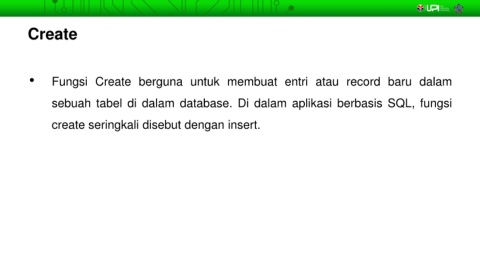 UPI
Create
• Fungsi Create berguna untuk membuat entri atau record baru dalam
sebuah tabel di dalam database. Di dalam aplikasi berbasis SQL, fungsi
create seringkali disebut dengan insert.